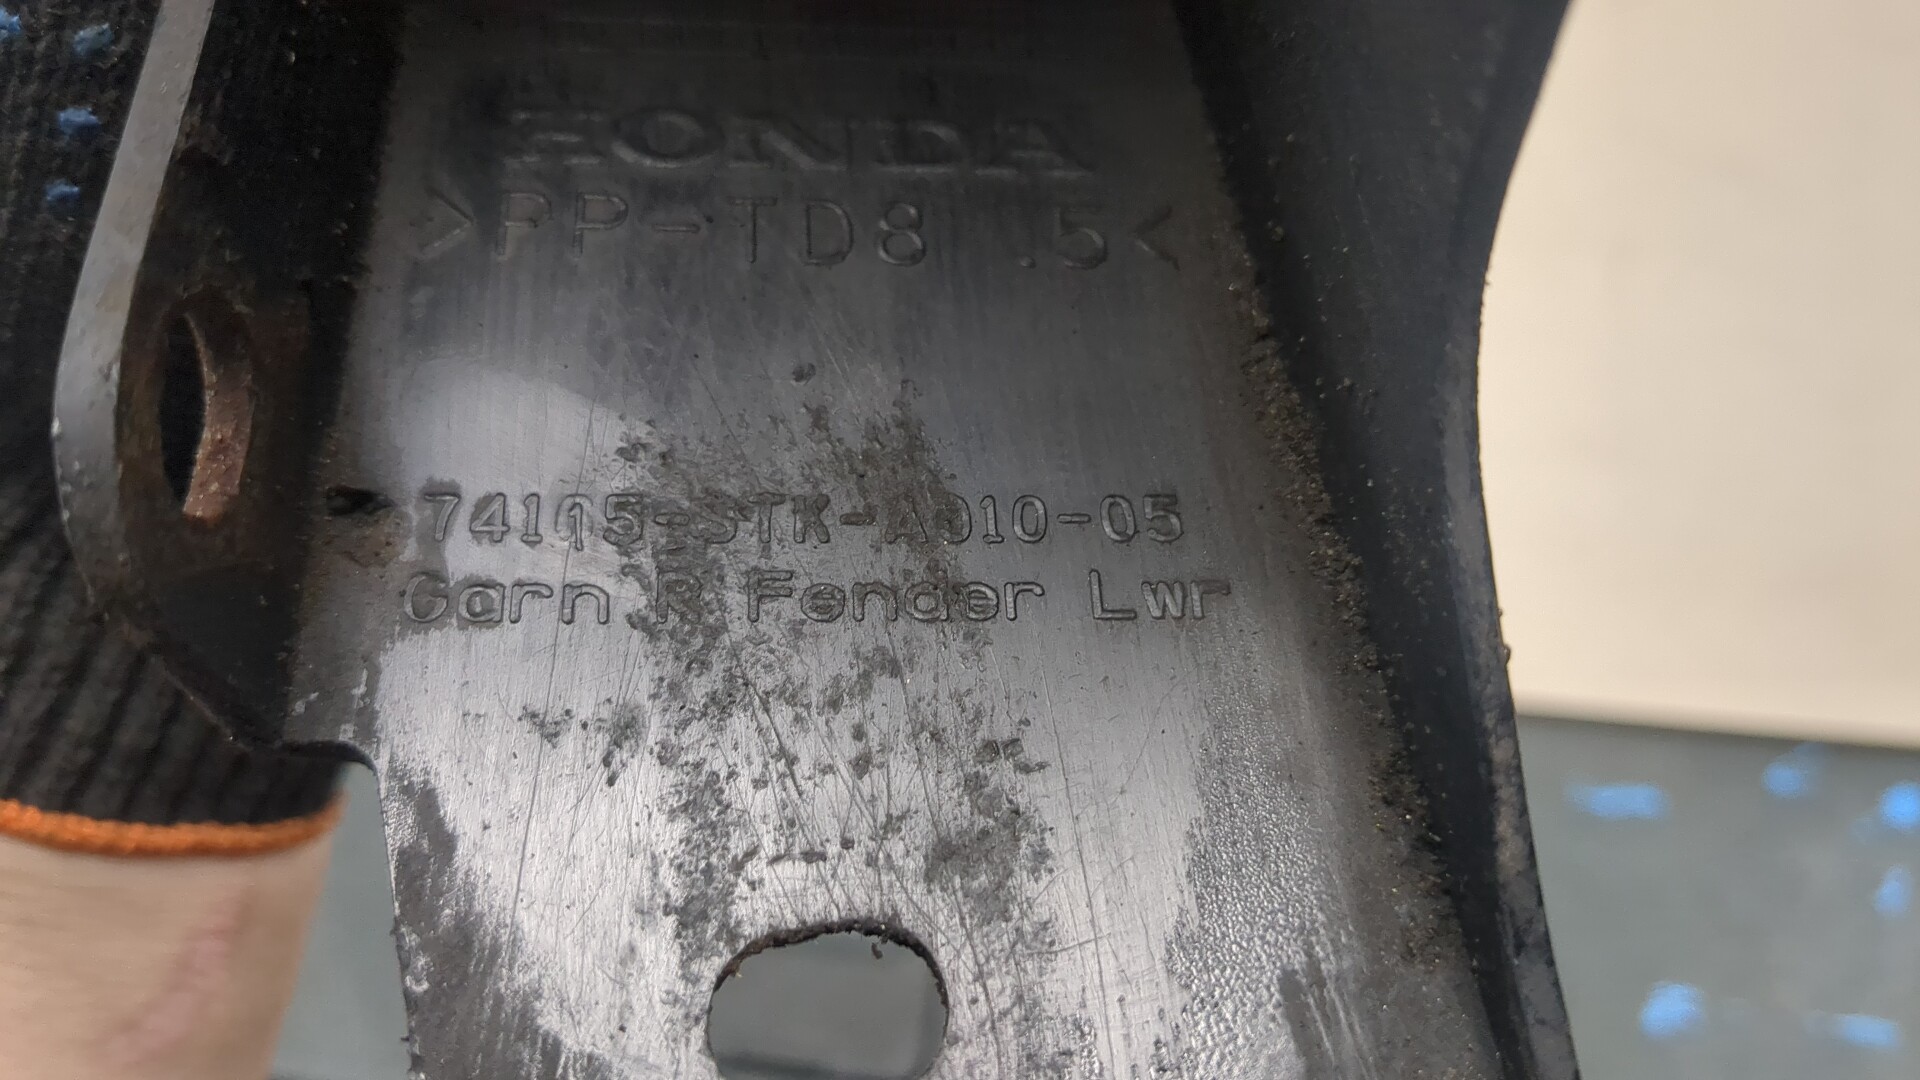 HONDA
>PP-TD8 .5<
74105-STK-A010-05
Garn R Fender Lwr